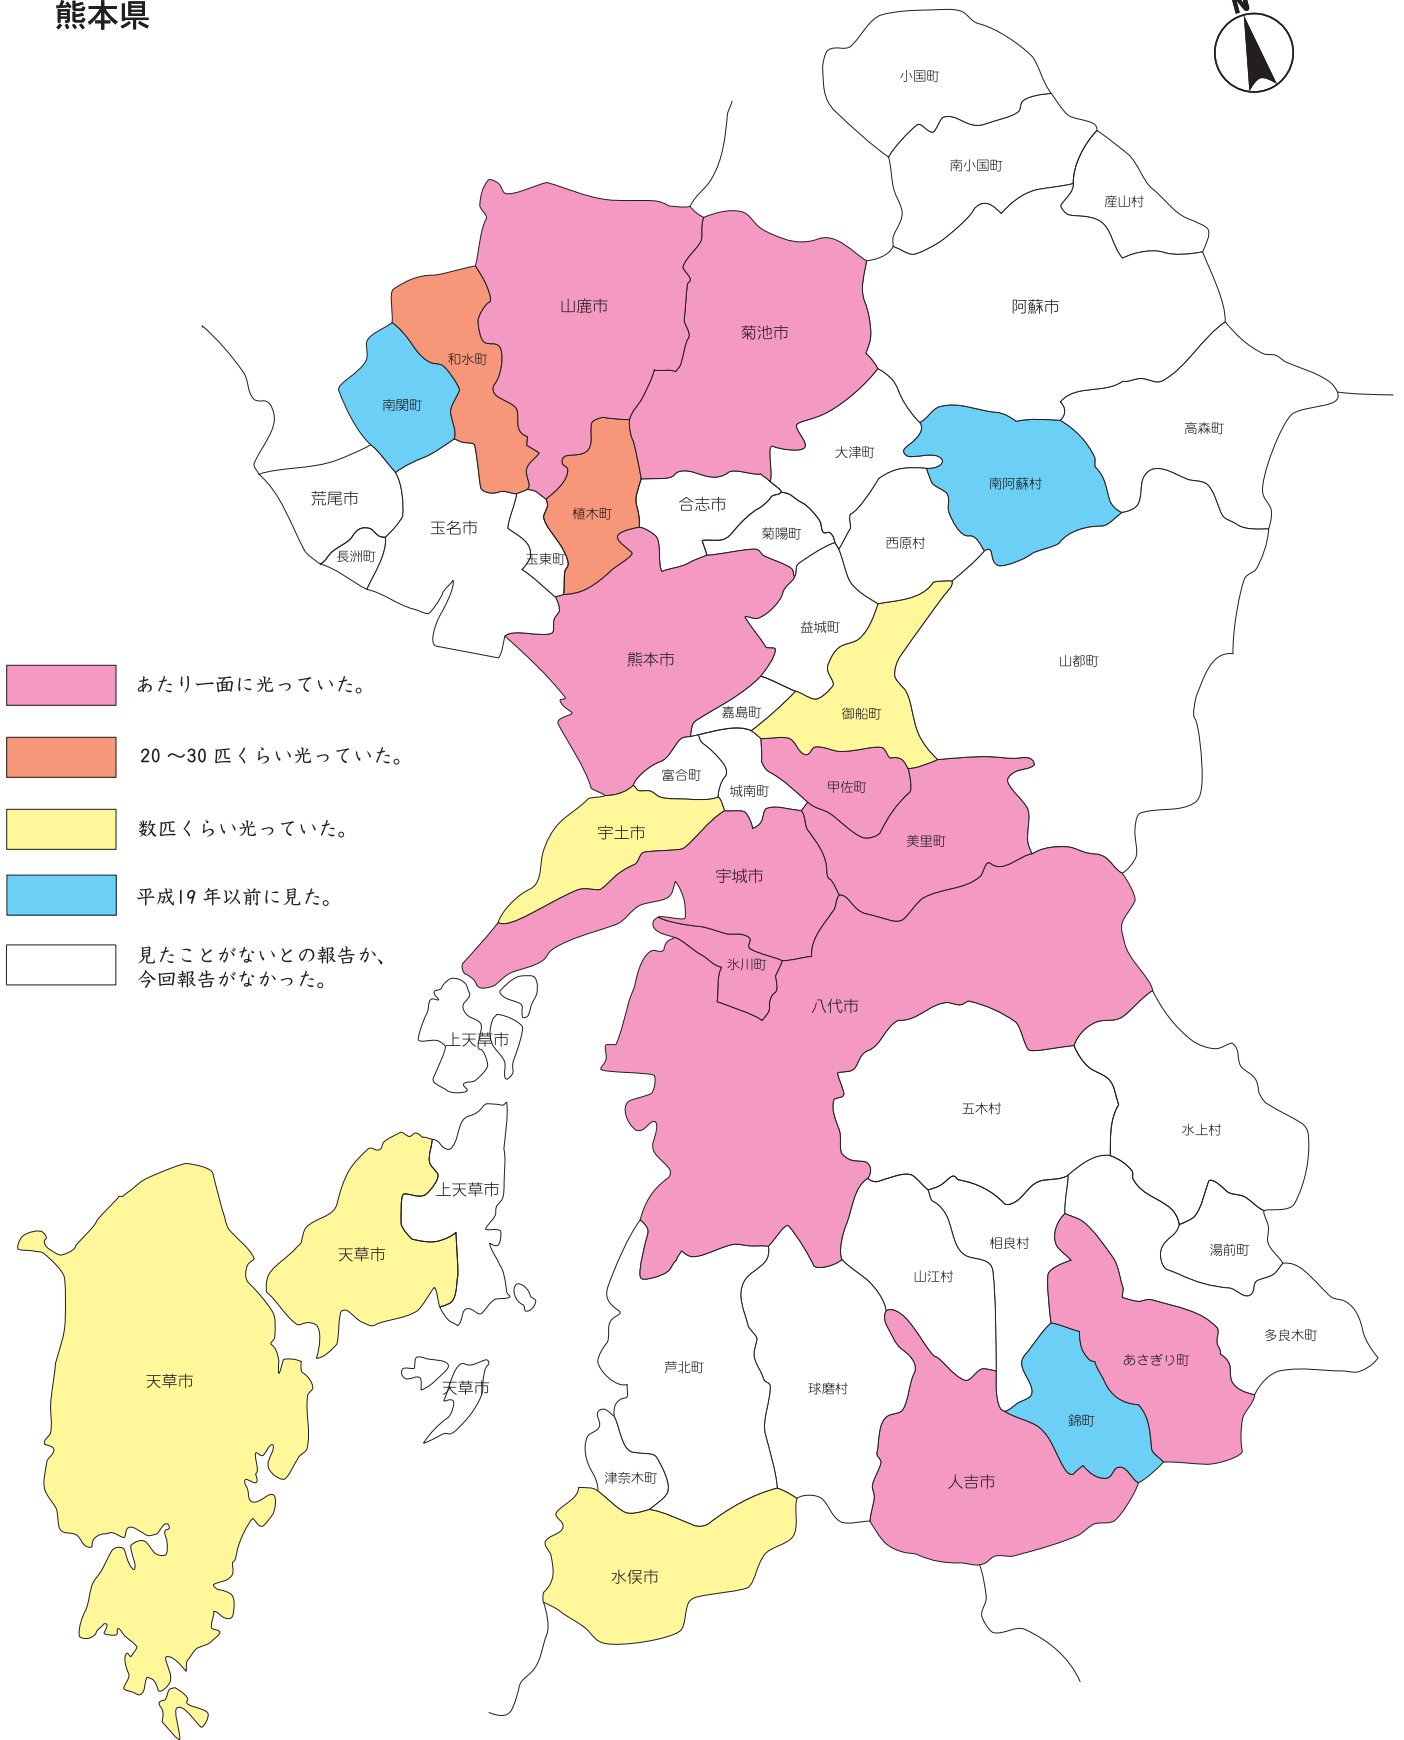 熊本県
N
小国町
南小国町
産山村
山鹿市
阿蘇市
菊池市
和水町
南関町
高森町
大津町
南阿蘇村
荒尾市
合志市
植木町
玉名市
菊陽町
西原村
長洲町
玉東町
益城町
熊本市
山都町
あたり一面に光っていた。
嘉島町
御船町
20～30匹くらい光っていた。
富合町
城南町
甲佐町
数匹くらい光っていた。
宇土市
美里町
宇城市
平成19年以前に見た。
見たことがないとの報告か、
今回報告がなかった。
氷川町
八代市
上天草市
五木村
水上村
上天草市
天草市
相良村
湯前町
山江村
多良木町
あさぎり町
芦北町
天草市
天草市
球磨村
錦町
津奈木町
人吉市
水俣市